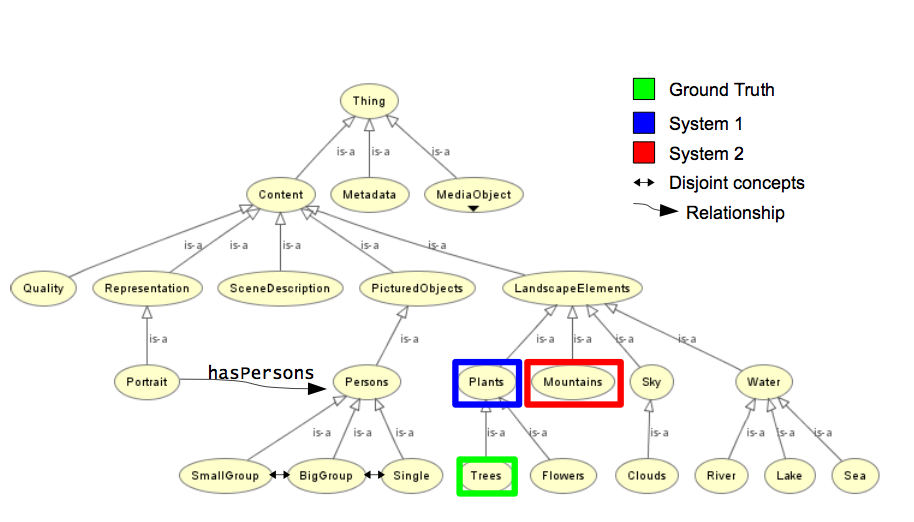 Ground Truth
Thing
System 1
System 2
is-a is-a is-a
Disjoint concepts
Content Metadata MediaObject
Relationship
is-a is-a is-a is-a is-a
Quality Representation SceneDescription PicturedObjects LandscapeElements
is-a is-a is-a is-a is-a is-a
hasPersons
Portrait Persons Plants Mountains Sky Water
is-a is-a is-a is-a is-a is-a is-a is-a is-a
SmallGroup BigGroup Single Trees Flowers Clouds River Lake Sea